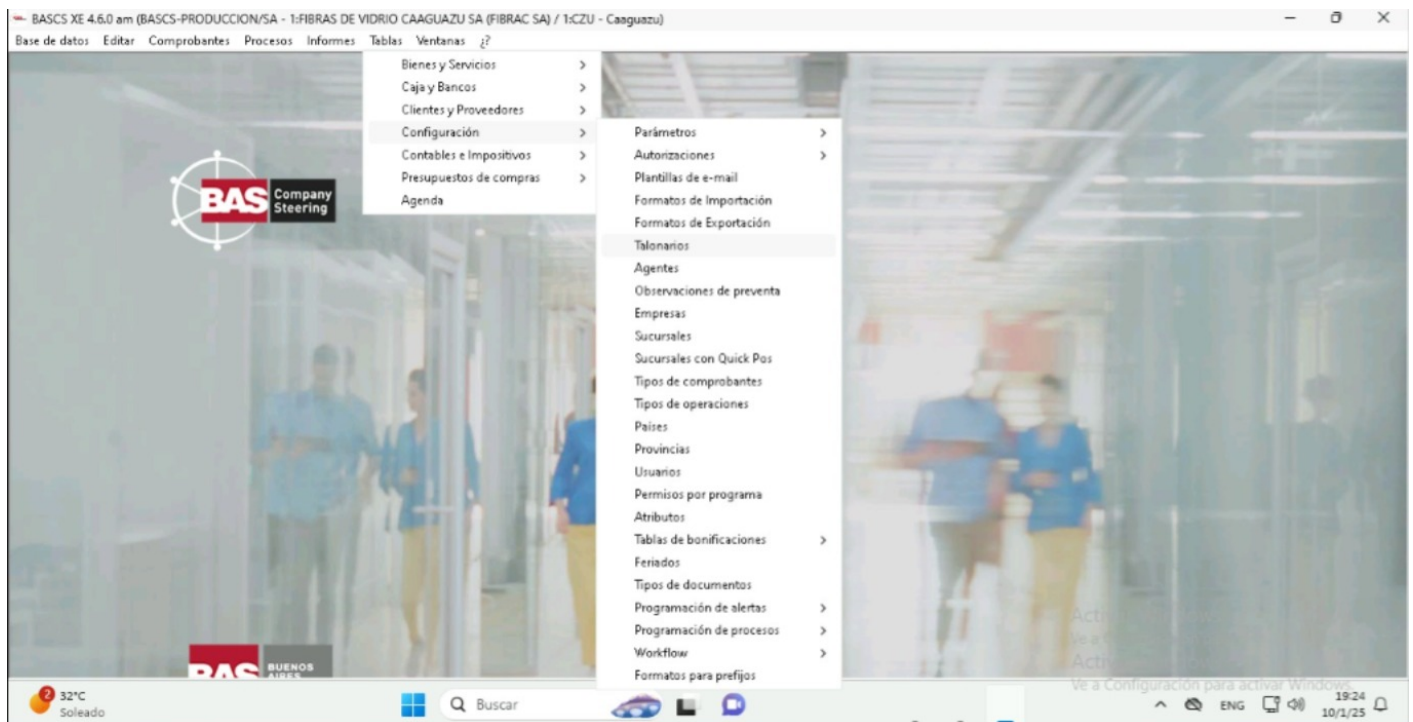 BASCS XE 4.6.0 am (BASCS-PRODUCCION/SA - 1:FIBRAS DE VIDRIO CAAGUAZU SA (FIBRAC SA) / 1:CZU - Caaguazu)
Base de datos Editar Comprobantes Procesos Informes Tablas Ventanas ¿?
Bienes y Servicios
Caja y Bancos
Clientes y Proveedores
Configuración
Contables e Impositivos
Presupuestos de compras
Agenda
Parámetros
Autorizaciones
Plantillas de e-mail
Formatos de Importación
Formatos de Exportación
Talonarios
Agentes
Observaciones de preventa
Empresas
Sucursales
Sucursales con Quick Pos
Tipos de comprobantes
Tipos de operaciones
Países
Provincias
Usuarios
Permisos por programa
Atributos
Tablas de bonificaciones
Feriados
Tipos de documentos
Programación de alertas
Programación de procesos
Workflow
Formatos para prefijos
BAS Company
Steering
BAS BUENOS
AIRES
Ve a Configuración para activar Windows.
2
32°C
Soleado
Buscar
ENG
19:24
10/1/25